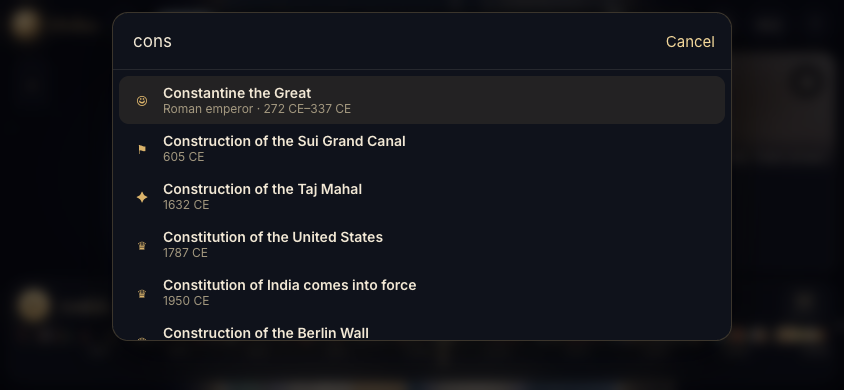 cons
Cancel
Constantine the Great
Roman emperor · 272 CE–337 CE
Construction of the Sui Grand Canal
605 CE
Construction of the Taj Mahal
1632 CE
Constitution of the United States
1787 CE
Constitution of India comes into force
1950 CE
Construction of the Berlin Wall